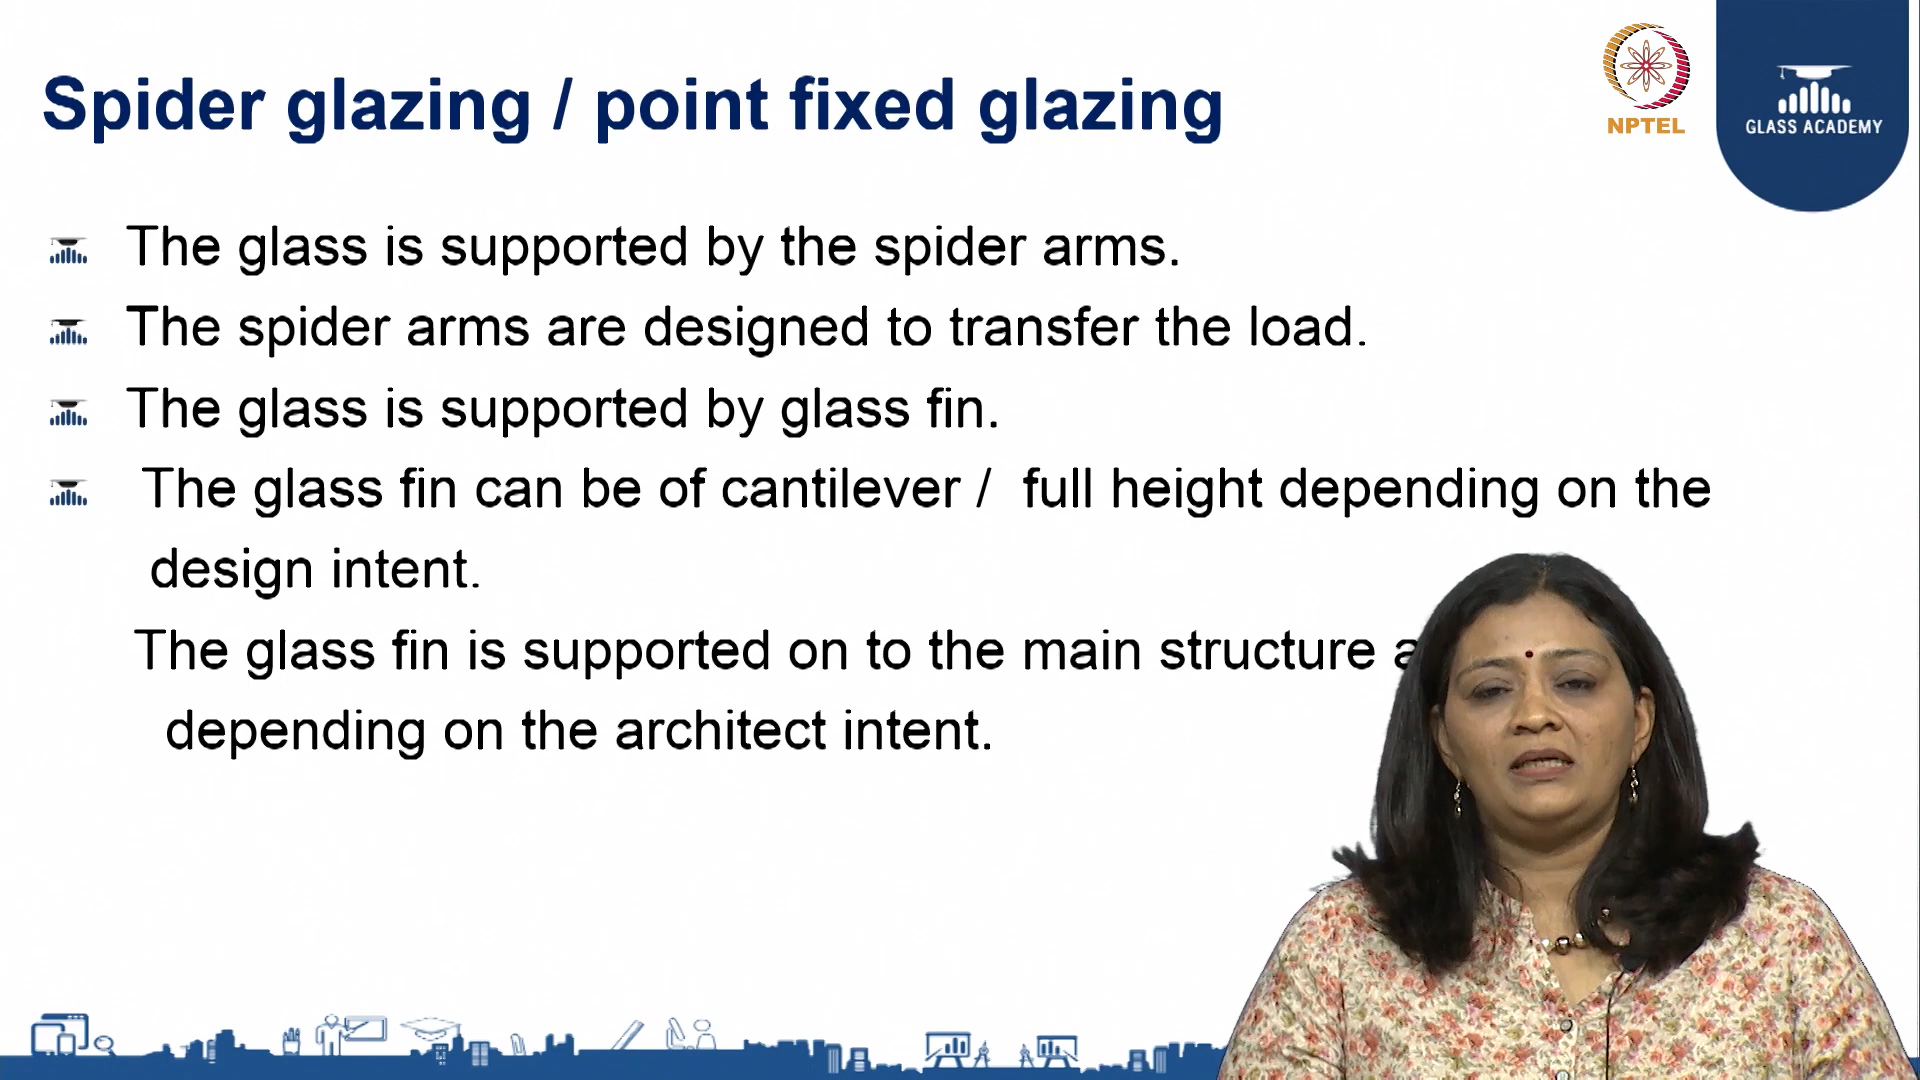 Spider glazing / point fixed glazing
NPTEL
GLASS ACADEMY
The glass is supported by the spider arms.
The spider arms are designed to transfer the load.
The glass is supported by glass fin.
The glass fin can be of cantilever / full height depending on the
design intent.
The glass fin is supported on to the main structure
depending on the architect intent.